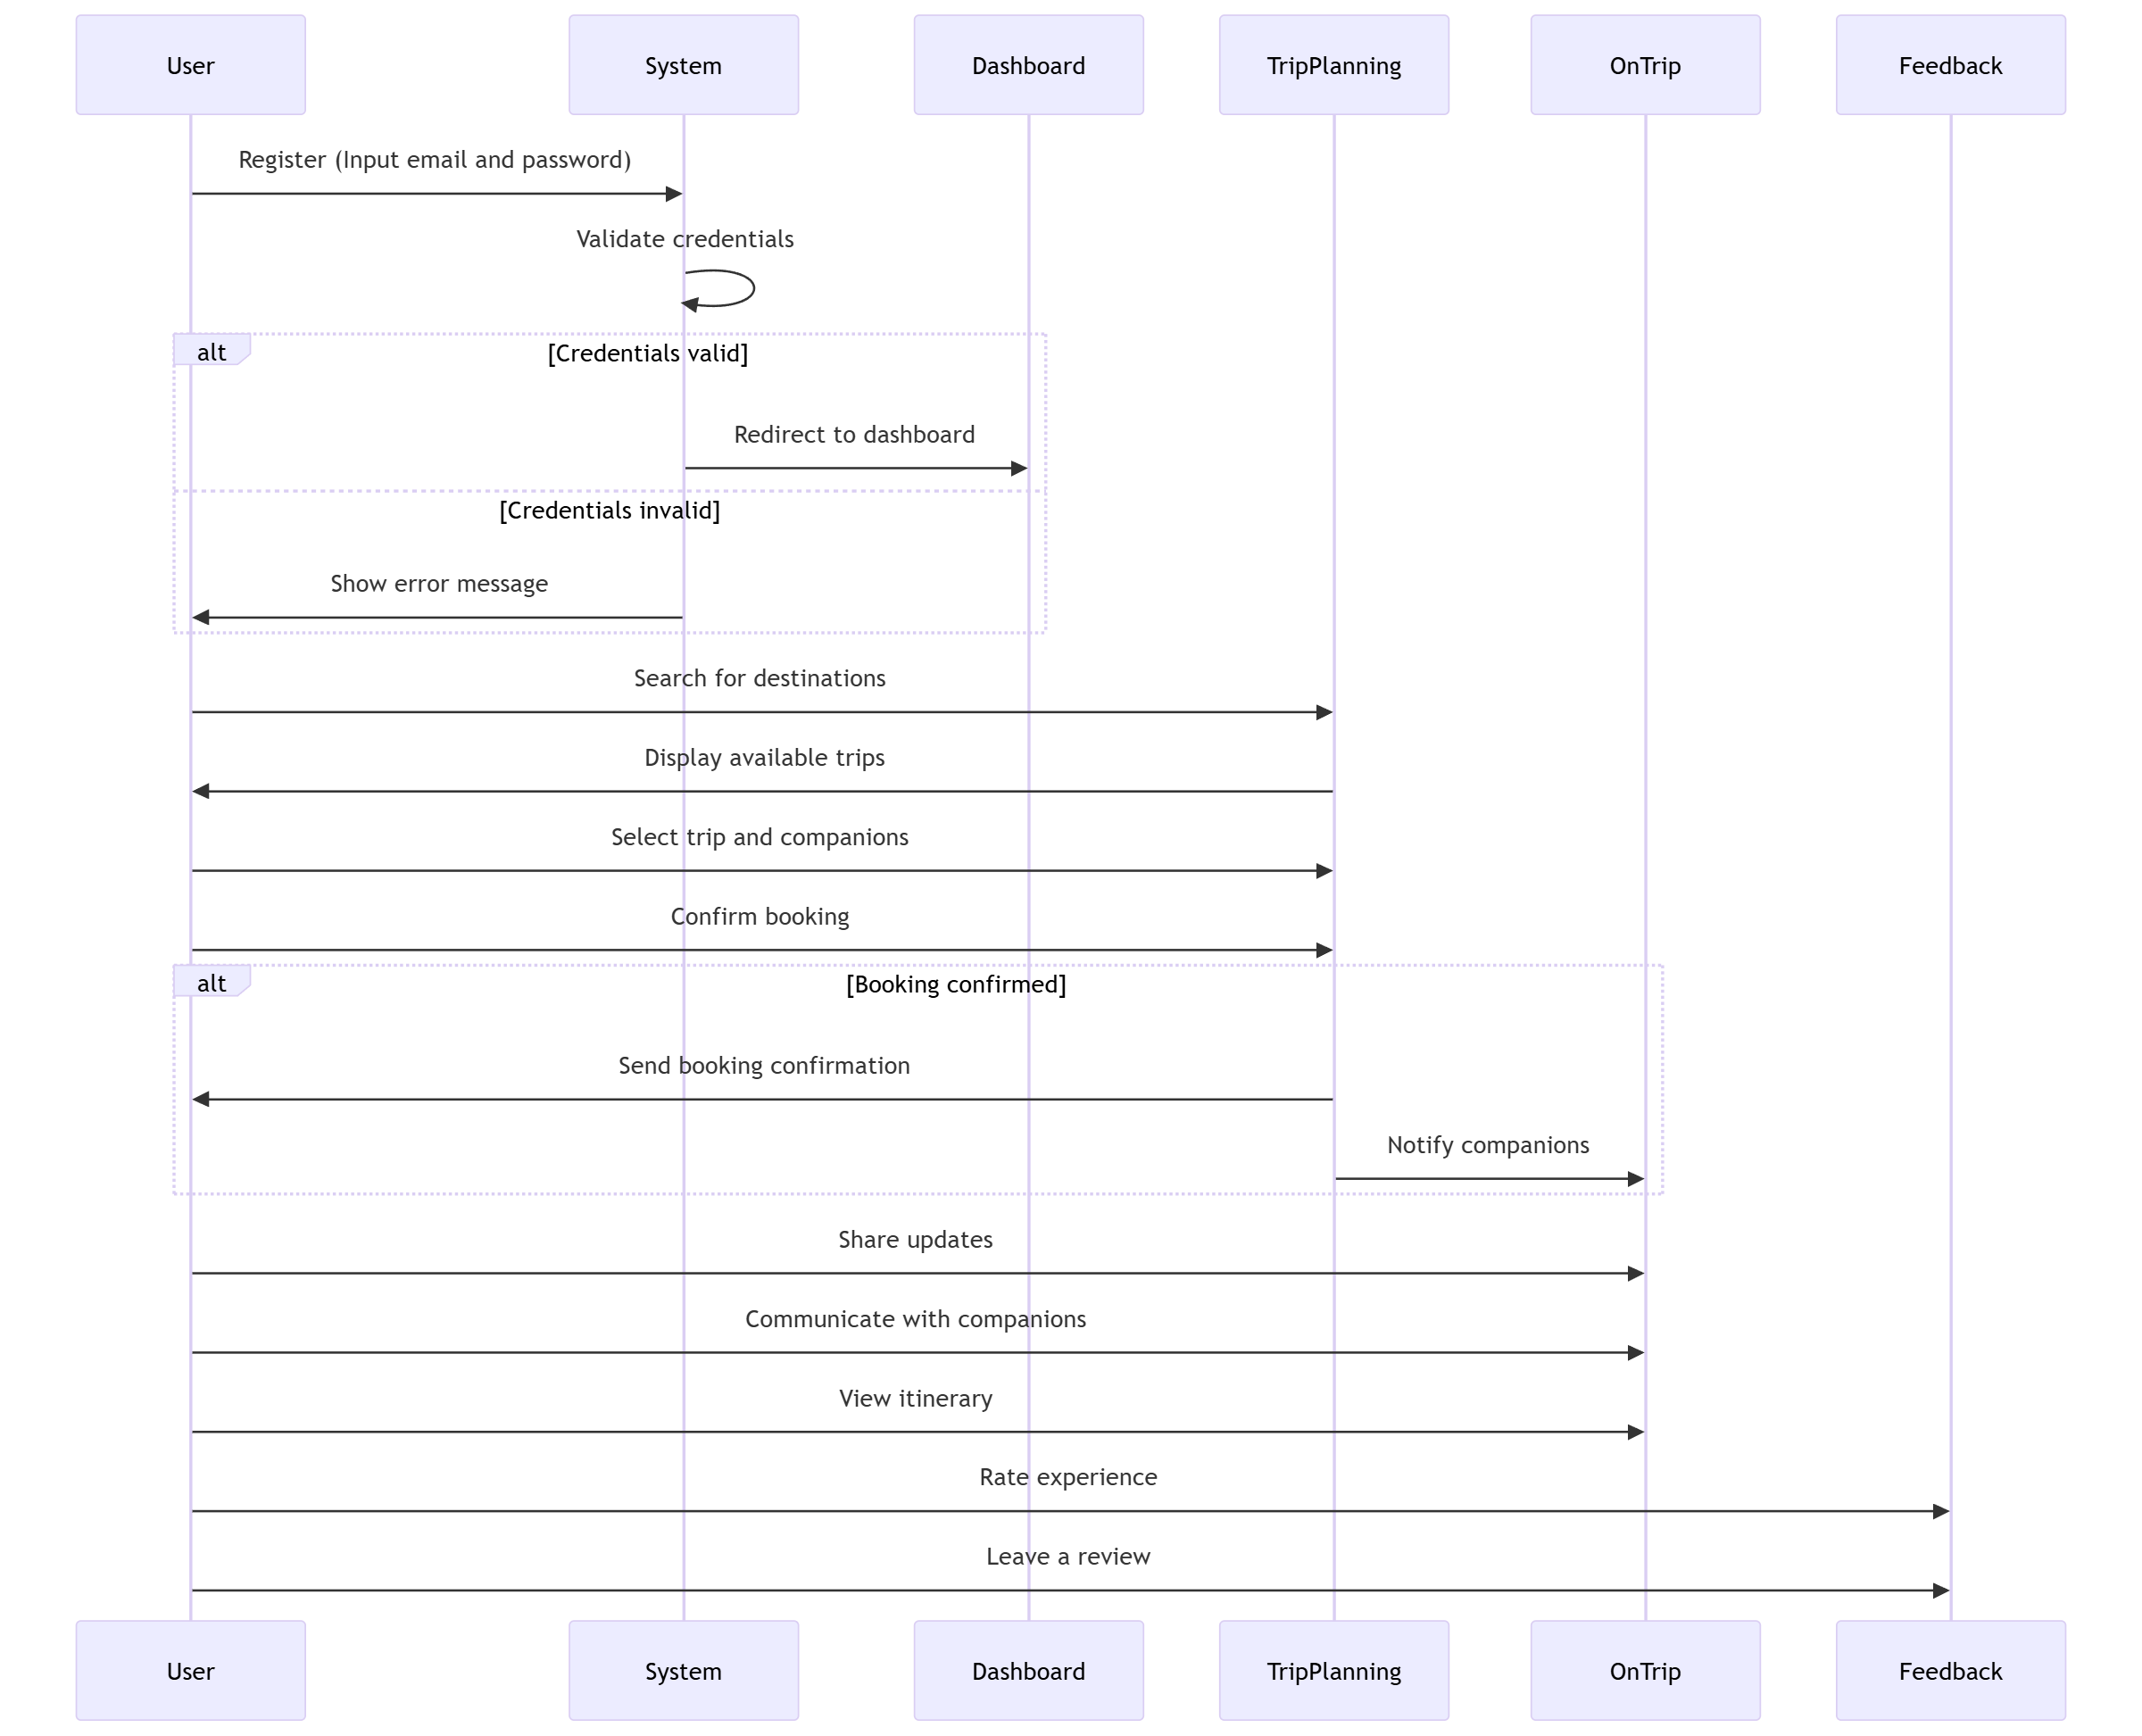 User
System
Dashboard
TripPlanning
OnTrip
Feedback
Register (Input email and password)
Validate credentials
alt
[Credentials valid]
Redirect to dashboard
[Credentials invalid]
Show error message
Search for destinations
Display available trips
Select trip and companions
Confirm booking
alt
[Booking confirmed]
Send booking confirmation
Notify companions
Share updates
Communicate with companions
View itinerary
Rate experience
Leave a review
User
System
Dashboard
TripPlanning
OnTrip
Feedback